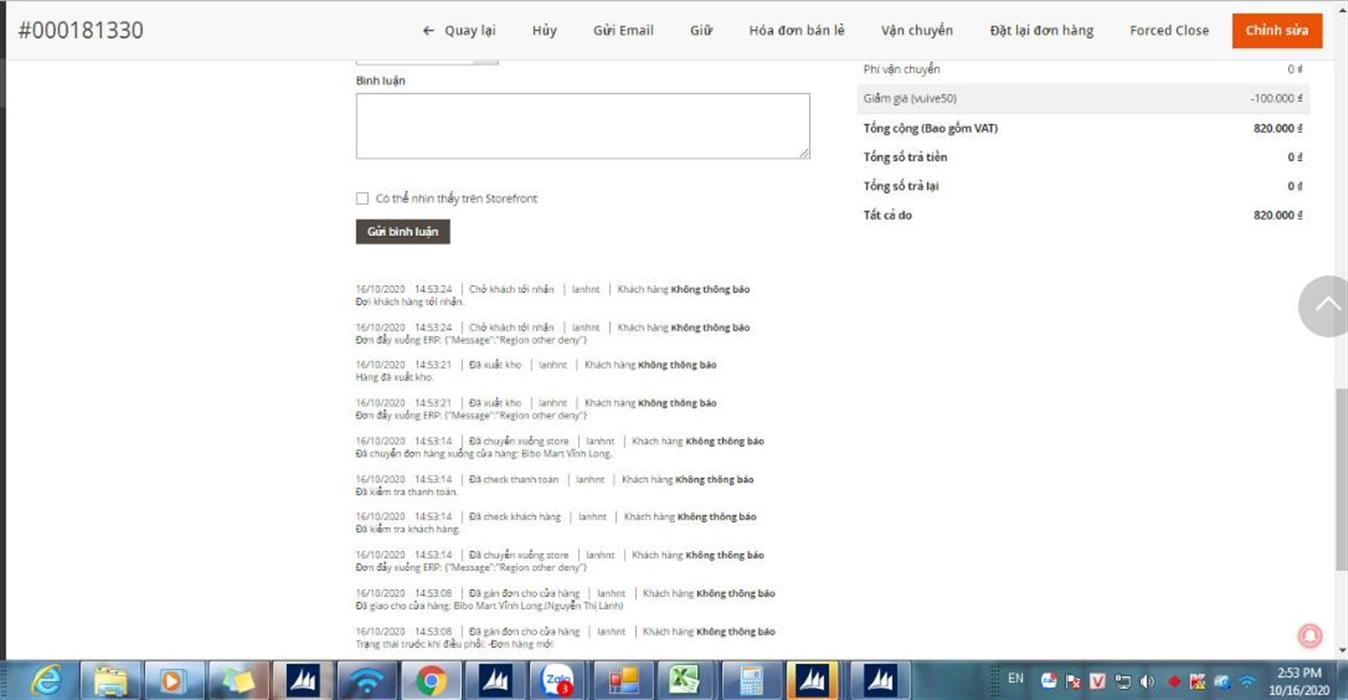 #000181330
← Quay lại Hủy Gửi Email Giữ Hóa đơn bán lẻ Vận chuyển Đặt lại đơn hàng Forced Close Chỉnh sửa
Bình luận
Có thể nhìn thấy trên Storefront
Gửi bình luận
Phí vận chuyển 0 ₫
Giảm giá (vuive50) -100.000 ₫
Tổng cộng (Bao gồm VAT) 820.000 ₫
Tổng số trả tiền 0 ₫
Tổng số trả lại 0 ₫
Tất cả do 820.000 ₫
16/10/2020 14:53:24 | Chờ khách tới nhận | lanhnt | Khách hàng Không thông báo
Đợi khách hàng tới nhận.
16/10/2020 14:53:24 | Chờ khách tới nhận | lanhnt | Khách hàng Không thông báo
Đơn đẩy xuống ERP: {"Message":"Region other deny"}
16/10/2020 14:53:21 | Đã xuất kho | lanhnt | Khách hàng Không thông báo
Hàng đã xuất kho.
16/10/2020 14:53:21 | Đã xuất kho | lanhnt | Khách hàng Không thông báo
Đơn đẩy xuống ERP: {"Message":"Region other deny"}
16/10/2020 14:53:14 | Đã chuyển xuống store | lanhnt | Khách hàng Không thông báo
Đã chuyển đơn hàng xuống cửa hàng: Bibo Mart Vĩnh Long.
16/10/2020 14:53:14 | Đã check thanh toán | lanhnt | Khách hàng Không thông báo
Đã kiểm tra thanh toán.
16/10/2020 14:53:14 | Đã check khách hàng | lanhnt | Khách hàng Không thông báo
Đã kiểm tra khách hàng.
16/10/2020 14:53:14 | Đã chuyển xuống store | lanhnt | Khách hàng Không thông báo
Đơn đẩy xuống ERP: {"Message":"Region other deny"}
16/10/2020 14:53:08 | Đã gán đơn cho cửa hàng | lanhnt | Khách hàng Không thông báo
Đã giao cho cửa hàng: Bibo Mart Vĩnh Long.(Nguyễn Thị Lành)
16/10/2020 14:53:08 | Đã gán đơn cho cửa hàng | lanhnt | Khách hàng Không thông báo
Trạng thái trước khi điều phối: -Đơn hàng mới
Zalo 3
EN
2:53 PM
10/16/2020